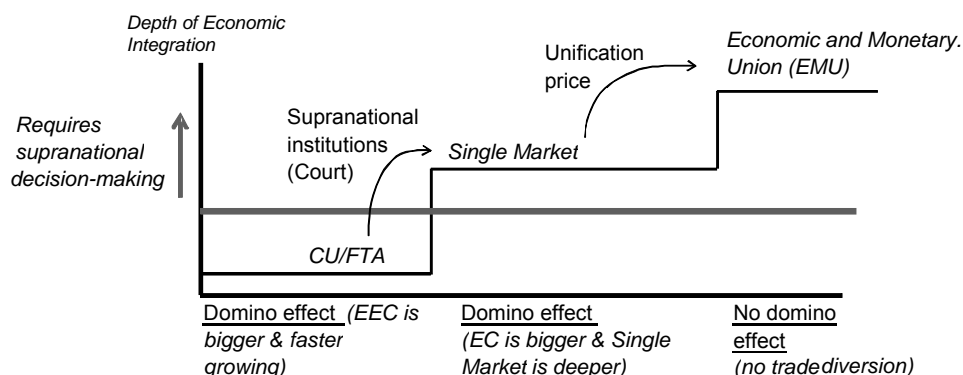 Depth of Economic
Integration
Economic and Monetary.
Union (EMU)
Unification
price
Supranational
institutions
(Court)
Requires
supranational
decision-making
Single Market
CU/FTA
Domino effect (EEC is
bigger & faster
growing)
Domino effect
(EC is bigger & Single
Market is deeper)
No domino
effect
(no tradediversion)